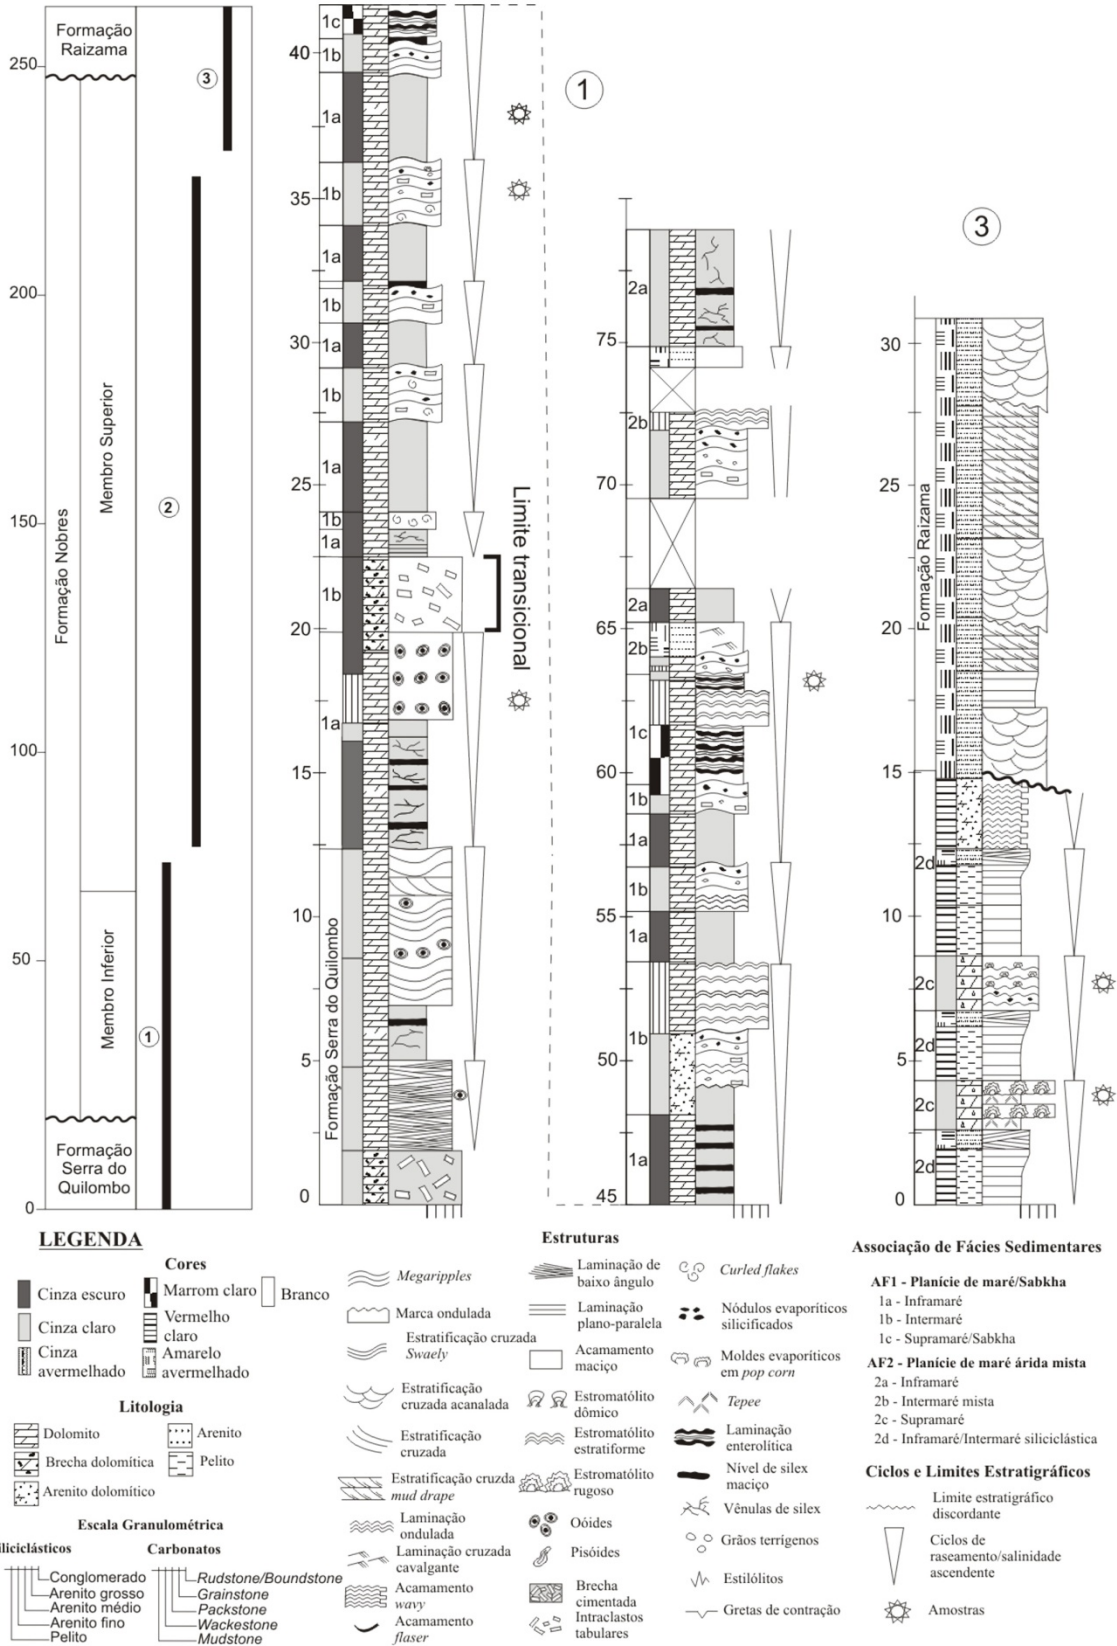 Formação
Raizama
250
200
150
100
50
0
Formação Nobres
Membro Superior
Membro Inferior
Formação
Serra do
Quilombo
3
2
1
40
35
30
25
20
15
10
5
0
1c
1b
1a
1b
1a
1b
1a
1b
1a
1b
1a
1b
1a
Formação Serra do Quilombo
Limite transicional
1
75
70
65
60
55
50
45
2a
2b
2a
2b
1c
1b
1a
1b
1a
1b
1a
3
30
25
20
15
10
5
0
Formação Raizama
2d
2c
2d
2c
2d
LEGENDA
Cores
Cinza escuro
Marrom claro
Branco
Cinza claro
Vermelho
claro
Cinza
avermelhado
Amarelo
avermelhado
Litologia
Dolomito
Arenito
Brecha dolomítica
Pelito
Arenito dolomítico
Escala Granulométrica
iliciclásticos
Carbonatos
Conglomerado
Arenito grosso
Arenito médio
Arenito fino
Pelito
Rudstone/Boundstone
Grainstone
Packstone
Wackestone
Mudstone
Estruturas
Megaripples
Marca ondulada
Estratificação cruzada
Swaely
Estratificação
cruzada acanalada
Estratificação
cruzada
Estratificação cruzda
mud drape
Laminação
ondulada
Laminação cruzada
cavalgante
Acamamento
wavy
Acamamento
flaser
Laminação de
baixo ângulo
Laminação
plano-paralela
Acamamento
maciço
Estromatólito
dômico
Estromatólito
estratiforme
Estromatólito
rugoso
Oóides
Pisóides
Brecha
cimentada
Intraclastos
tabulares
Curled flakes
Nódulos evaporíticos
silicificados
Moldes evaporíticos
em pop corn
Tepee
Laminação
enterolítica
Nível de silex
maciço
Vênulas de silex
Grãos terrígenos
Estilólitos
Gretas de contração
Associação de Fácies Sedimentares
AF1 - Planície de maré/Sabkha
1a - Inframaré
1b - Intermaré
1c - Supramaré/Sabkha
AF2 - Planície de maré árida mista
2a - Inframaré
2b - Intermaré mista
2c - Supramaré
2d - Inframaré/Intermaré siliciclástica
Ciclos e Limites Estratigráficos
Limite estratigráfico
discordante
Ciclos de
raseamento/salinidade
ascendente
Amostras